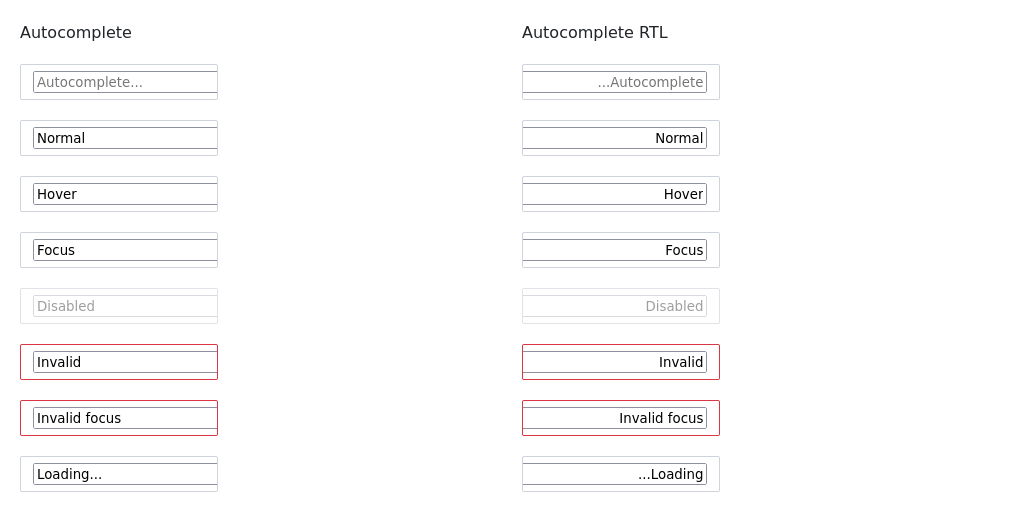 Autocomplete
Autocomplete...
Normal
Hover
Focus
Disabled
Invalid
Invalid focus
Loading...
Autocomplete RTL
...Autocomplete
Normal
Hover
Focus
Disabled
Invalid
Invalid focus
...Loading